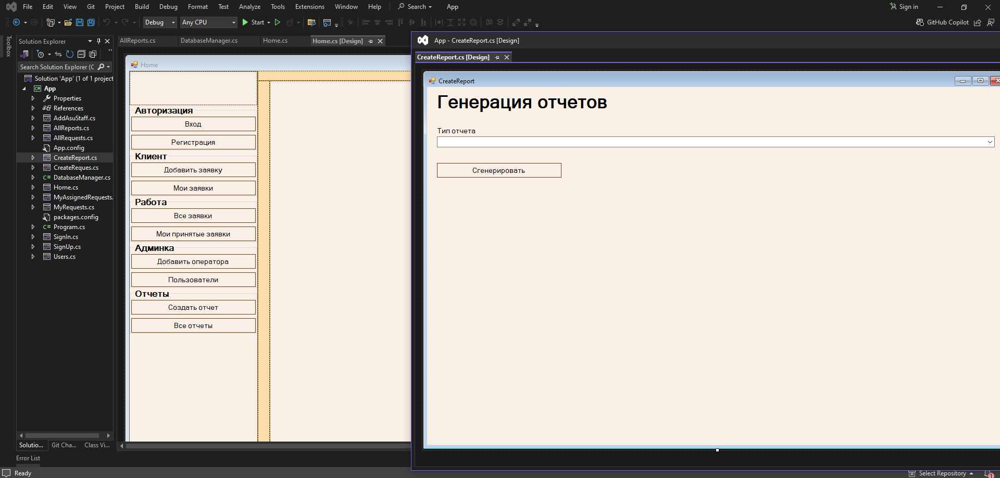 File Edit View Git Project Build Debug Format Test Analyze Tools Extensions Window Help Search App Sign in
Debug Any CPU Start GitHub Copilot
Toolbox
Solution Explorer
Search Solution Explorer (C
Solution 'App' (1 of 1 project
App
Properties
References
AddAsuStaff.cs
AllReports.cs
AllRequests.cs
App.config
CreateReport.cs
CreateReques.cs
DatabaseManager.cs
Home.cs
MyAssignedRequests.
MyRequests.cs
packages.config
Program.cs
SignIn.cs
SignUp.cs
Users.cs
Solutio... Git Cha... Class Vi...
Error List
AllReports.cs DatabaseManager.cs Home.cs Home.cs [Design]
Home
Авторизация
Вход
Регистрация
Клиент
Добавить заявку
Мои заявки
Работа
Все заявки
Мои принятые заявки
Админка
Добавить оператора
Пользователи
Отчеты
Создать отчет
Все отчеты
App - CreateReport.cs [Design]
CreateReport.cs [Design]
CreateReport
Генерация отчетов
Тип отчета
Сгенерировать
Ready
Select Repository
1